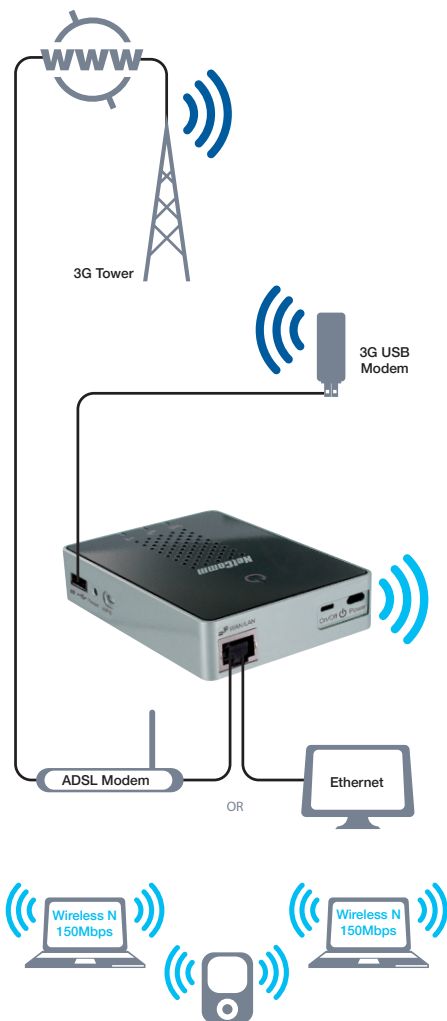 WWW
3G Tower
3G USB
Modem
NetComm
WPS
WAN/LAN
On/Off
Power
ADSL Modem
OR
Ethernet
Wireless N
150Mbps
Wireless N
150Mbps